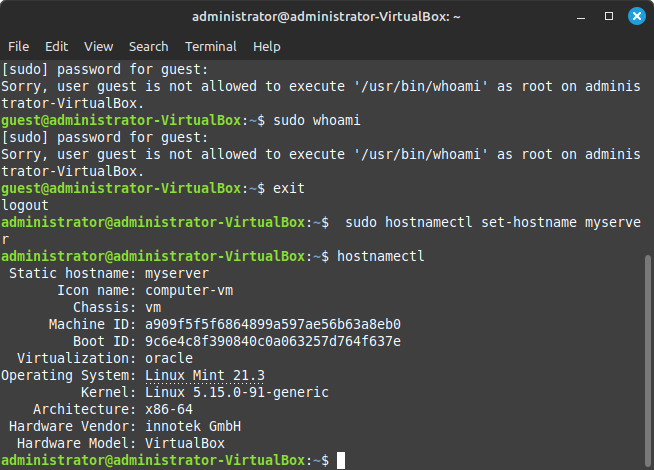 administrator@administrator-VirtualBox: ~
File Edit View Search Terminal Help
[sudo] password for guest:
Sorry, user guest is not allowed to execute '/usr/bin/whoami' as root on adminis
trator-VirtualBox.
guest@administrator-VirtualBox:~$ sudo whoami
[sudo] password for guest:
Sorry, user guest is not allowed to execute '/usr/bin/whoami' as root on adminis
trator-VirtualBox.
guest@administrator-VirtualBox:~$ exit
logout
administrator@administrator-VirtualBox:~$  sudo hostnamectl set-hostname myserve
r
administrator@administrator-VirtualBox:~$ hostnamectl
 Static hostname: myserver
       Icon name: computer-vm
         Chassis: vm
      Machine ID: a909f5f5f6864899a597ae56b63a8eb0
         Boot ID: 9c6e4c8f390840c0a063257d764f637e
  Virtualization: oracle
Operating System: Linux Mint 21.3
          Kernel: Linux 5.15.0-91-generic
    Architecture: x86-64
 Hardware Vendor: innotek GmbH
  Hardware Model: VirtualBox
administrator@administrator-VirtualBox:~$